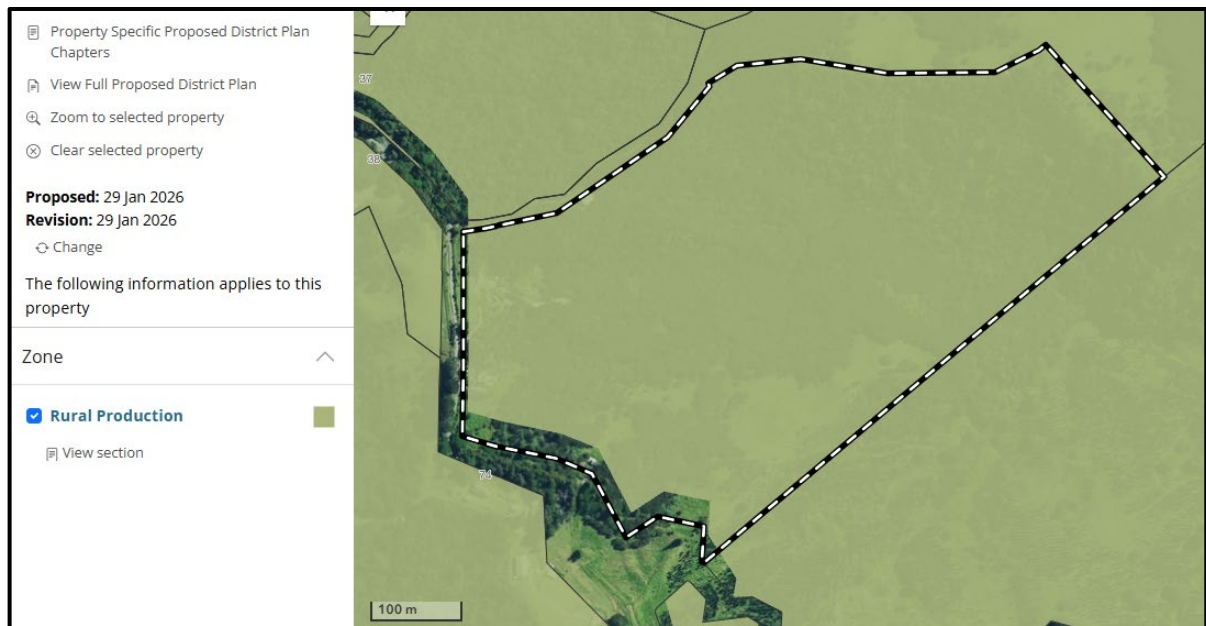 Property Specific Proposed District Plan
Chapters
View Full Proposed District Plan
Zoom to selected property
Clear selected property
Proposed: 29 Jan 2026
Revision: 29 Jan 2026
Change
The following information applies to this
property
Zone
Rural Production
View section
37
38
74
100 m